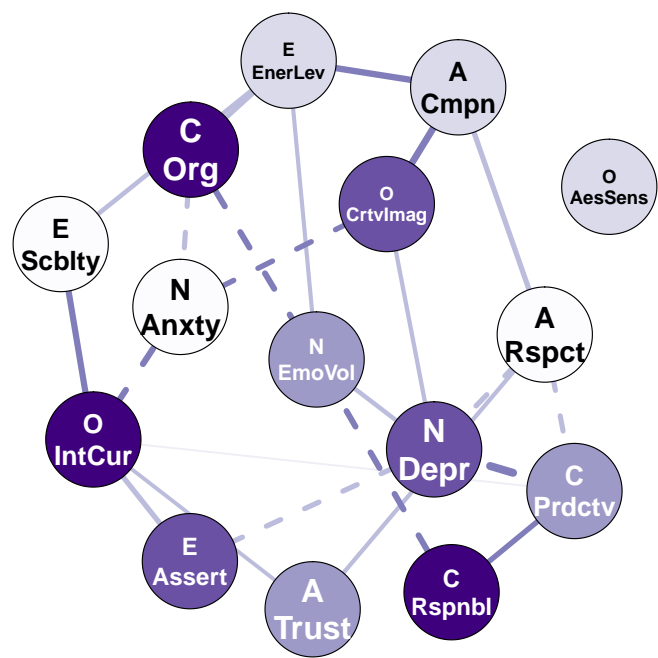 E
EnerLev
A
Cmpn
C
Org
O
AesSens
O
CrtvImag
E
Scblty
N
Anxty
A
Rspct
N
EmoVol
O
IntCur
N
Depr
C
Prdctv
E
Assert
C
Rspnbl
A
Trust